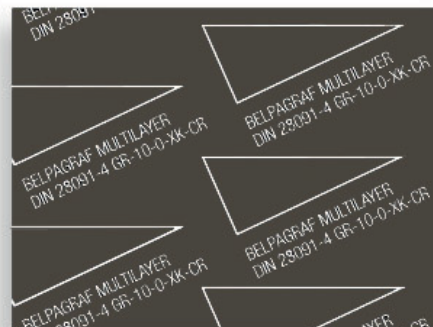 DIN 28091
BELPAGRAF MULTILAYER
DIN 28091-4 GR-10-0-XK-CR
BELPAGRAF MULTILAYER
DIN 28091-4 GR-10-0-XK-CR
BELPAGRAF MULTILAYER
DIN 28091-4 GR-10-0-XK-CR
BELPAGRAF MULTILAYER
28091-4 GR-10-0-XK-CR